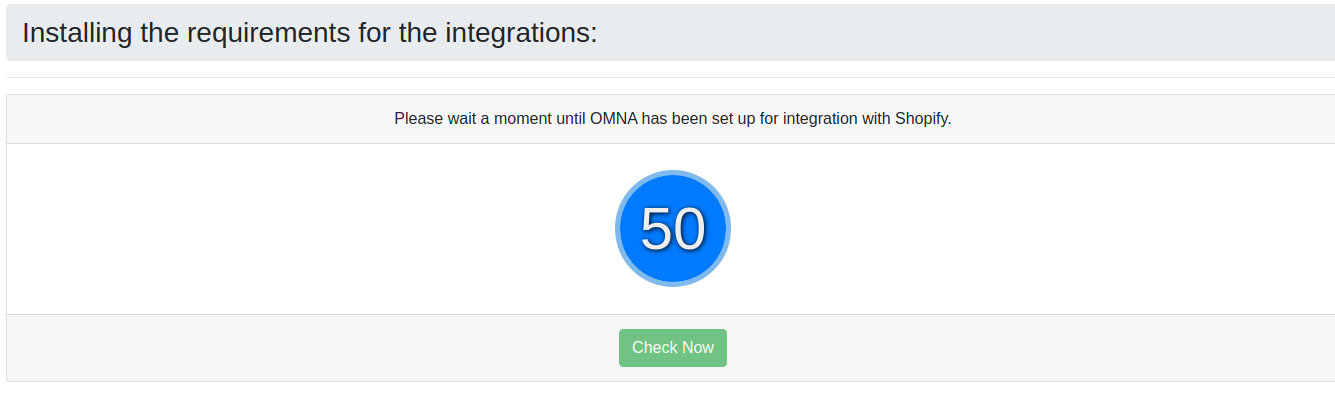 Installing the requirements for the integrations:
Please wait a moment until OMNA has been set up for integration with Shopify.
50
Check Now